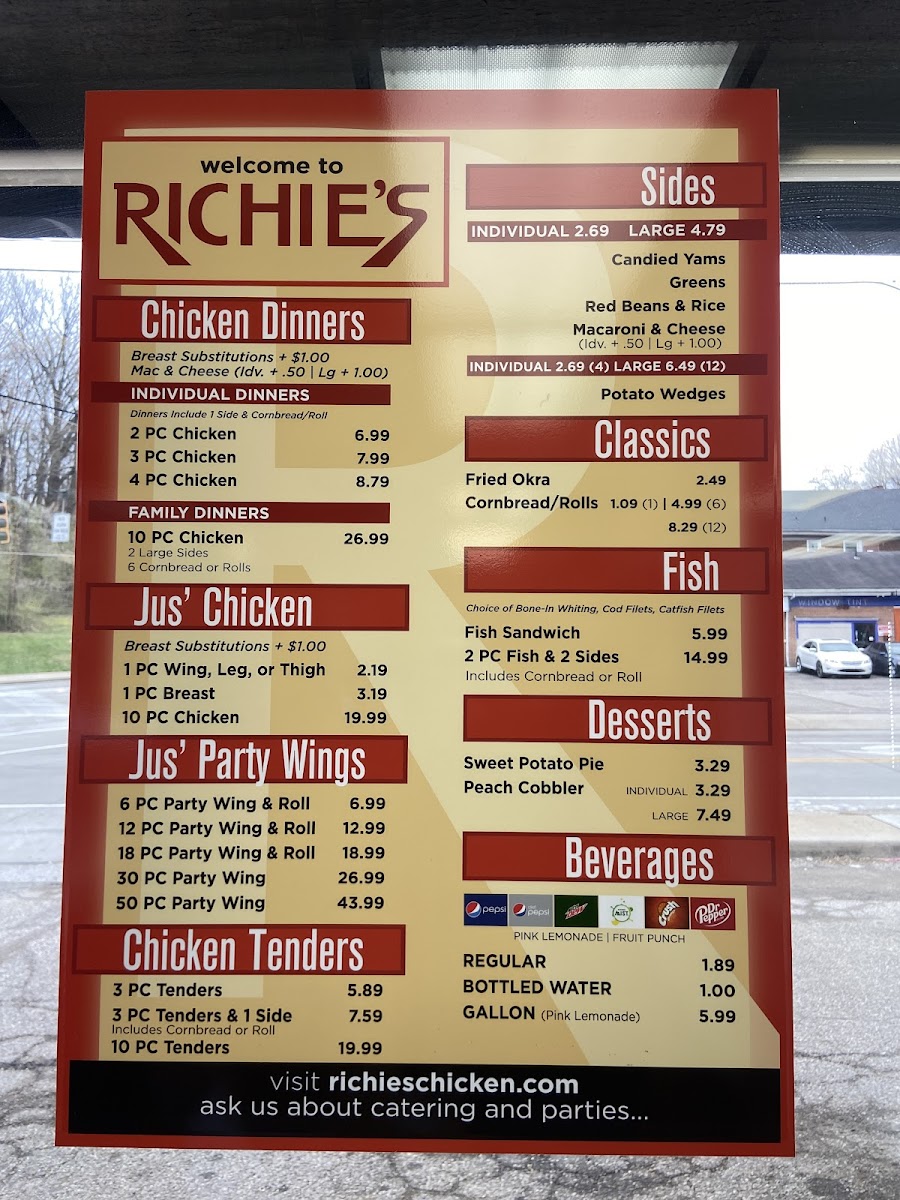 welcome to
RICHIE'S
Chicken Dinners
Breast Substitutions + $1.00
Mac & Cheese (Idv. + .50 | Lg + 1.00)
INDIVIDUAL DINNERS
Dinners Include 1 Side & Cornbread/Roll
2 PC Chicken 6.99
3 PC Chicken 7.99
4 PC Chicken 8.79
FAMILY DINNERS
10 PC Chicken 26.99
2 Large Sides
6 Cornbread or Rolls
Jus' Chicken
Breast Substitutions + $1.00
1 PC Wing, Leg, or Thigh 2.19
1 PC Breast 3.19
10 PC Chicken 19.99
Jus' Party Wings
6 PC Party Wing & Roll 6.99
12 PC Party Wing & Roll 12.99
18 PC Party Wing & Roll 18.99
30 PC Party Wing 26.99
50 PC Party Wing 43.99
Chicken Tenders
3 PC Tenders 5.89
3 PC Tenders & 1 Side 7.59
Includes Cornbread or Roll
10 PC Tenders 19.99
Sides
INDIVIDUAL 2.69 LARGE 4.79
Candied Yams
Greens
Red Beans & Rice
Macaroni & Cheese
(Idv. + .50 | Lg + 1.00)
INDIVIDUAL 2.69 (4) LARGE 6.49 (12)
Potato Wedges
Classics
Fried Okra 2.49
Cornbread/Rolls 1.09 (1) | 4.99 (6)
8.29 (12)
Fish
Choice of Bone-In Whiting, Cod Filets, Catfish Filets
Fish Sandwich 5.99
2 PC Fish & 2 Sides 14.99
Includes Cornbread or Roll
Desserts
Sweet Potato Pie 3.29
Peach Cobbler INDIVIDUAL 3.29
LARGE 7.49
Beverages
pepsi pepsi MIST Crush Dr Pepper
PINK LEMONADE | FRUIT PUNCH
REGULAR 1.89
BOTTLED WATER 1.00
GALLON (Pink Lemonade) 5.99
visit richieschicken.com
ask us about catering and parties...
WINDOW TINT